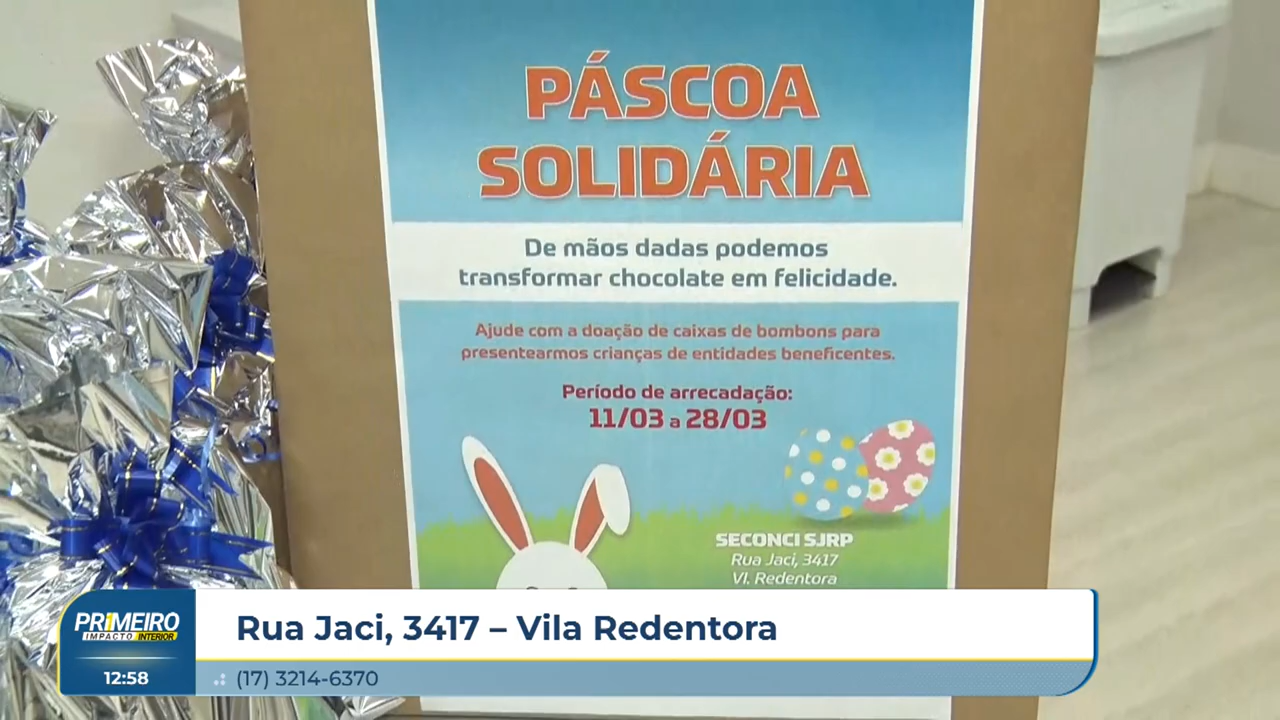 PÁSCOA
SOLIDÁRIA
De mãos dadas podemos
transformar chocolate em felicidade.
Ajude com a doação de caixas de bombons para
presentearmos crianças de entidades beneficentes.
Período de arrecadação:
11/03 a 28/03
SECONCI SJRP
Rua Jaci, 3417
VI. Redentora
PR1MEIRO
IMPACTO INTERIOR
12:58
Rua Jaci, 3417 – Vila Redentora
(17) 3214-6370